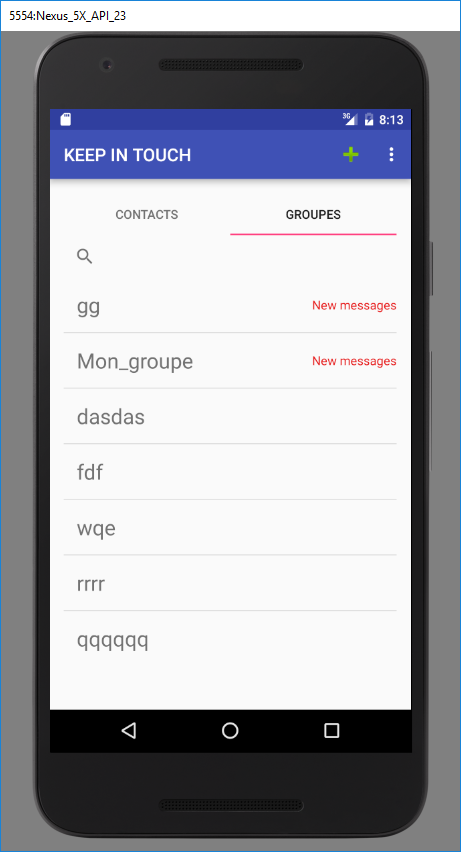 5554:Nexus_5X_API_23
3G 8:13
KEEP IN TOUCH
CONTACTS GROUPES
gg New messages
Mon_groupe New messages
dasdas
fdf
wqe
rrrr
qqqqqq